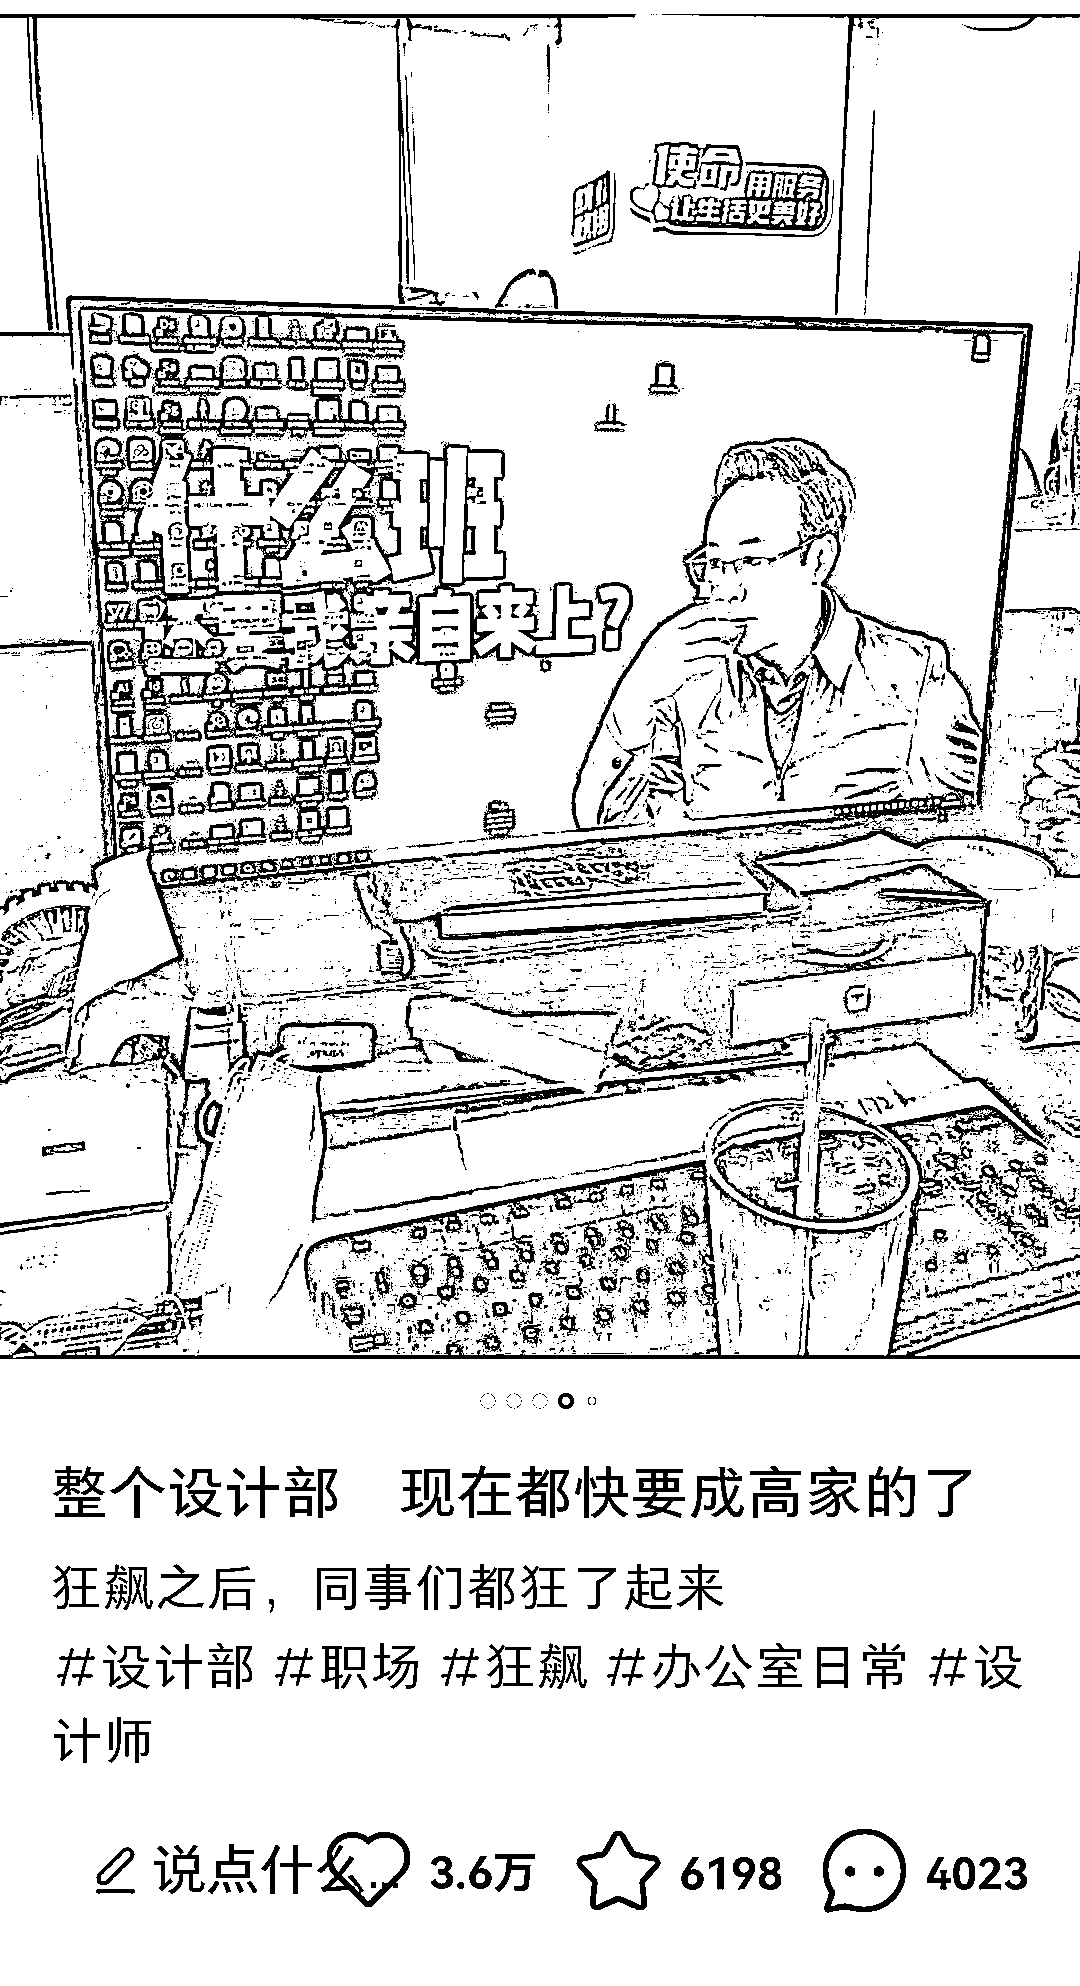 使命
用服务
让生活更美好
什么班
会要我亲自来上?
整个设计部 现在都快要成高家的了
狂飙之后，同事们都狂了起来
#设计部 #职场 #狂飙 #办公室日常 #设
计师
说点什么...
3.6万
6198
4023